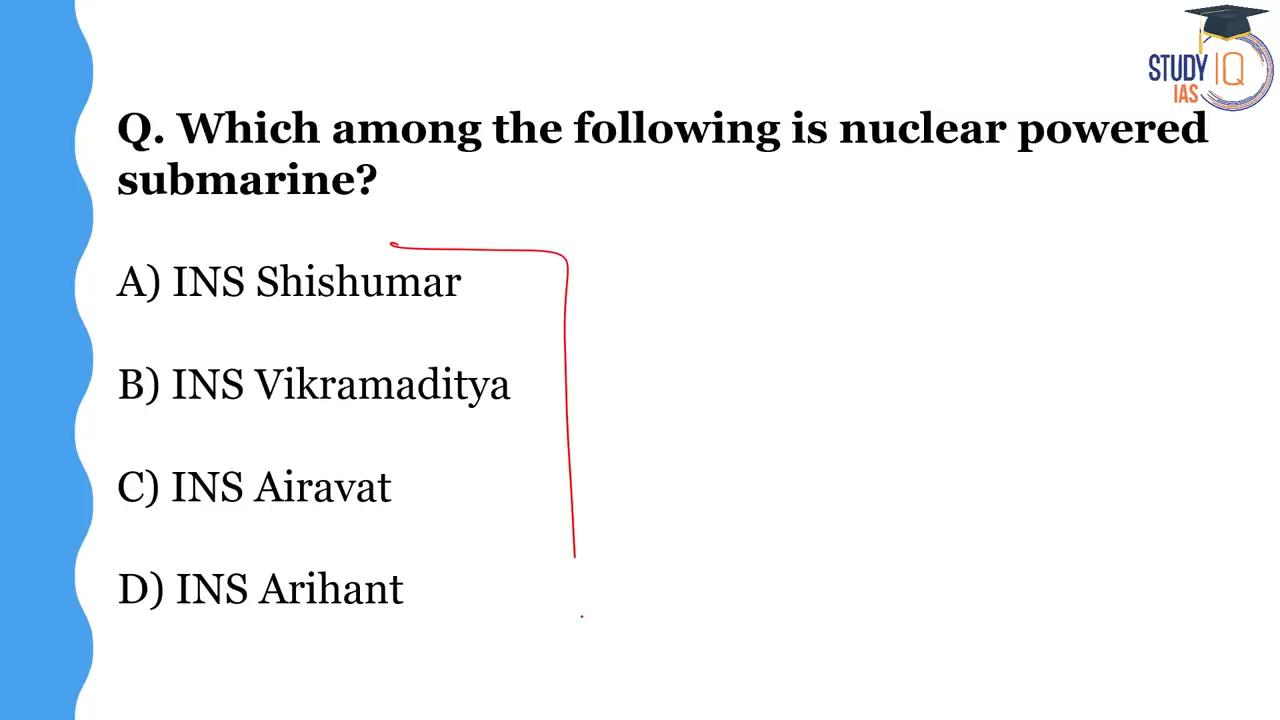 STUDY IQ
IAS
Q. Which among the following is nuclear powered
submarine?
A) INS Shishumar
B) INS Vikramaditya
C) INS Airavat
D) INS Arihant